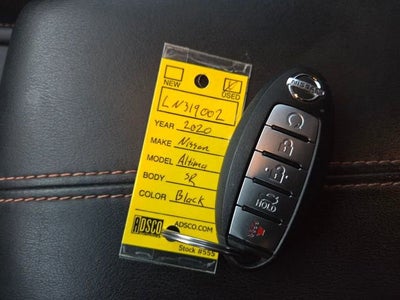 NEW
USED
LN319002
YEAR 2020
MAKE Nissan
MODEL Altima
BODY SR
COLOR Black
ADSCO
ADSCO.COM
Stock #555
NISSAN
HOLD